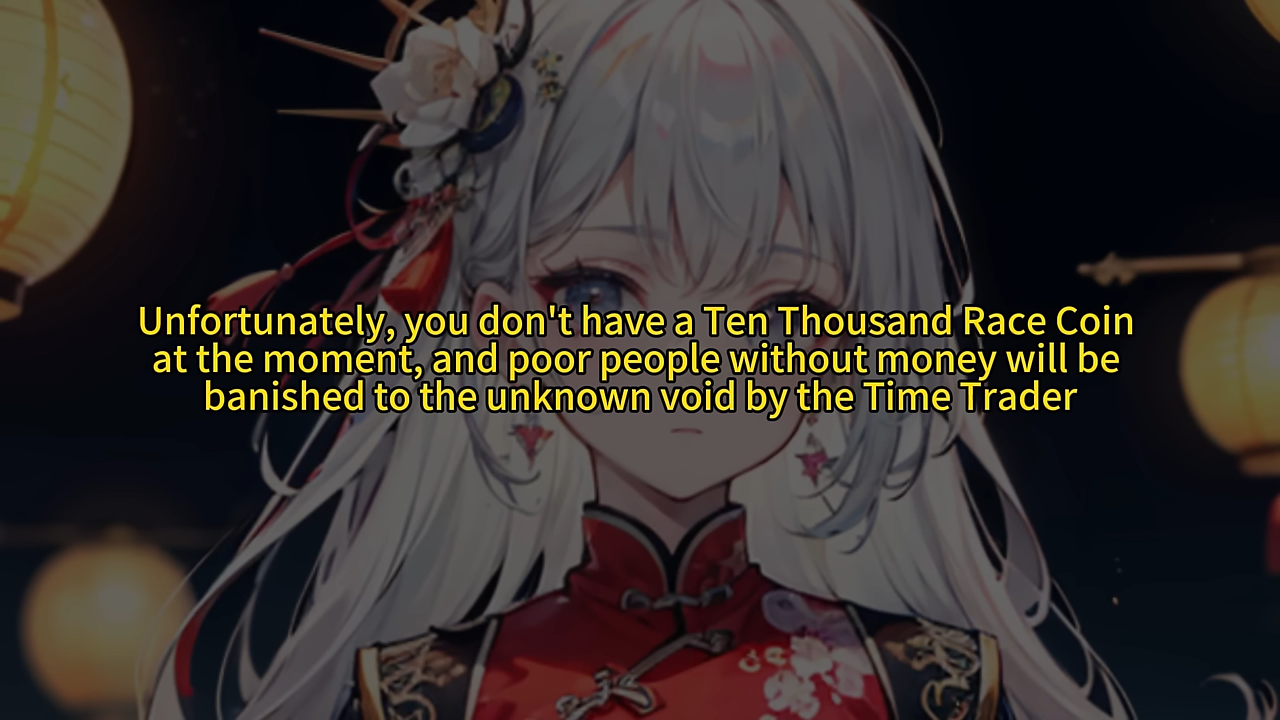 Unfortunately, you don't have a Ten Thousand Race Coin
at the moment, and poor people without money will be
banished to the unknown void by the Time Trader